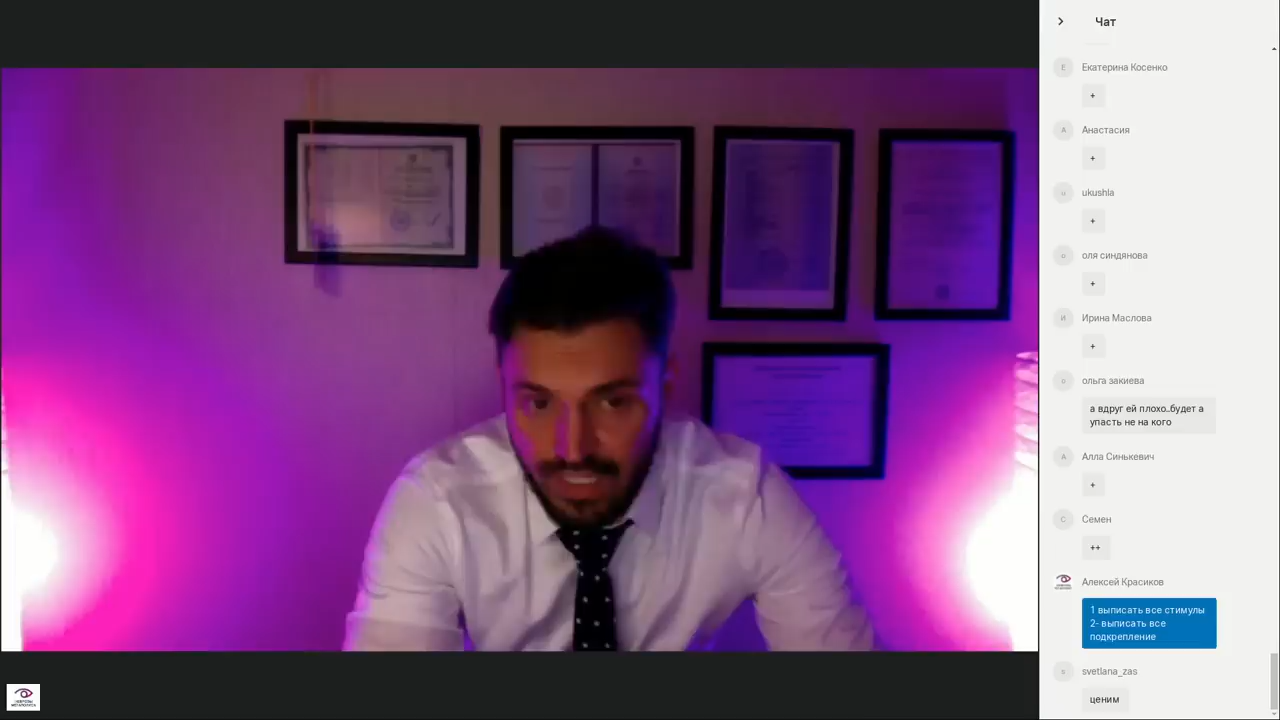 Чат
Е
Екатерина Косенко
+
А
Анастасия
+
u
ukushla
+
о
оля синдянова
+
И
Ирина Маслова
+
о
ольга закиева
а вдруг ей плохо..будет а
упасть не на кого
А
Алла Синькевич
+
С
Семен
++
Алексей Красиков
1 выписать все стимулы
2- выписать все
подкрепление
s
svetlana_zas
ценим